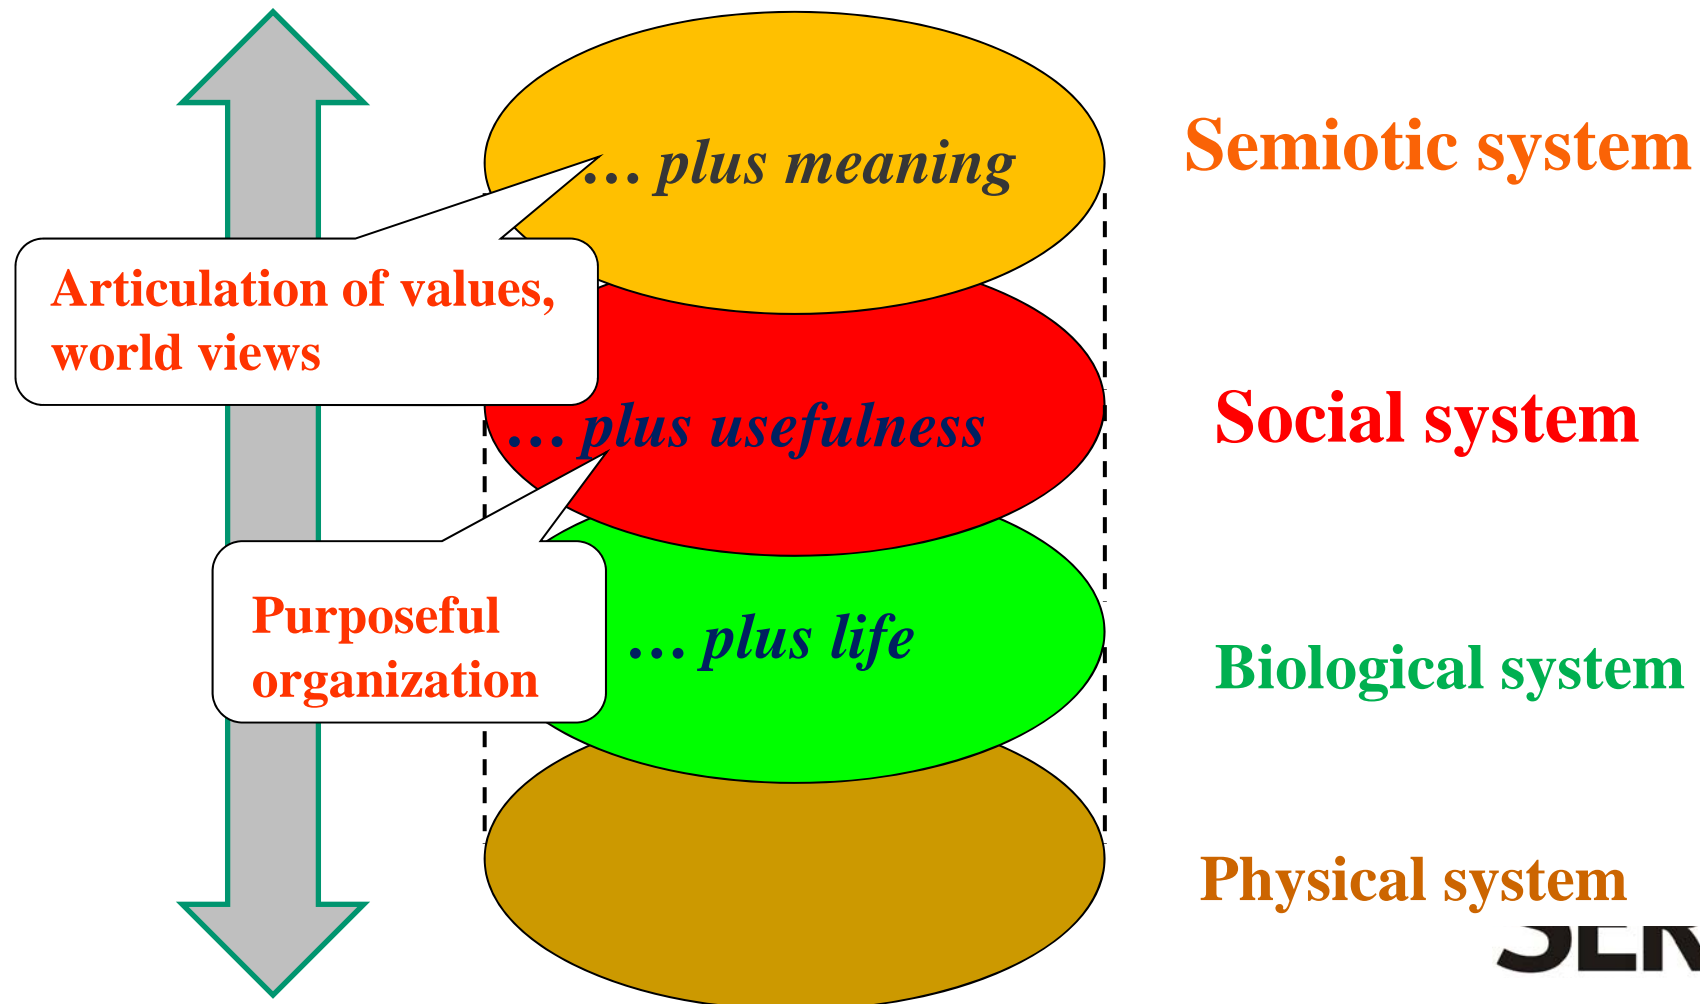 … plus meaning
Semiotic system
Articulation of values,
world views
… plus usefulness
Social system
Purposeful
organization
… plus life
Biological system
Physical system